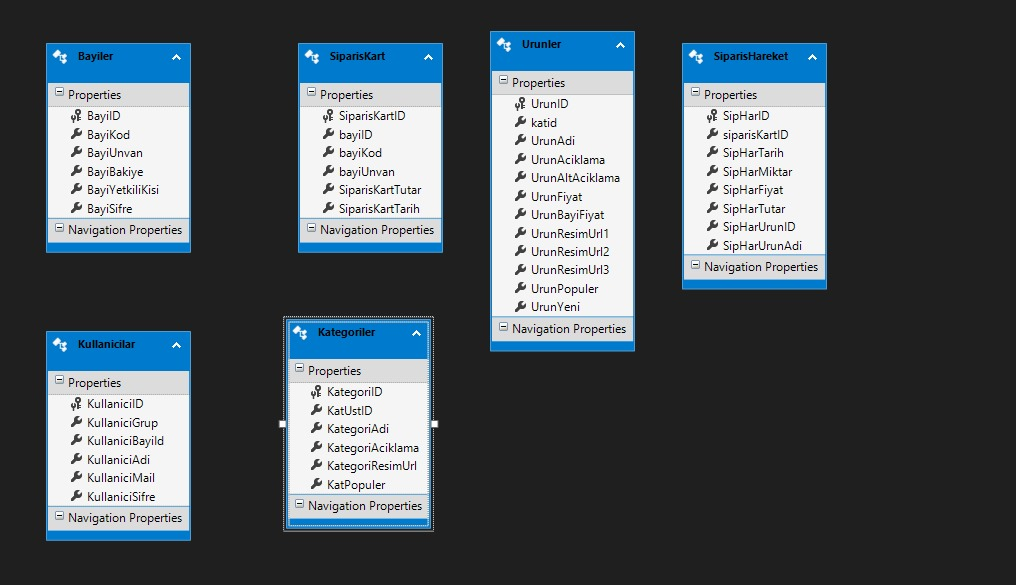 Bayiler
Properties
BayiID
BayiKod
BayiUnvan
BayiBakiye
BayiYetkiliKisi
BayiSifre
Navigation Properties
SiparisKart
Properties
SiparisKartID
bayiID
bayiKod
bayiUnvan
SiparisKartTutar
SiparisKartTarih
Navigation Properties
Urunler
Properties
UrunID
katid
UrunAdi
UrunAciklama
UrunAltAciklama
UrunFiyat
UrunBayiFiyat
UrunResimUrl1
UrunResimUrl2
UrunResimUrl3
UrunPopuler
UrunYeni
Navigation Properties
SiparisHareket
Properties
SipHarID
siparisKartID
SipHarTarih
SipHarMiktar
SipHarFiyat
SipHarTutar
SipHarUrunID
SipHarUrunAdi
Navigation Properties
Kullanicilar
Properties
KullaniciID
KullaniciGrup
KullaniciBayiId
KullaniciAdi
KullaniciMail
KullaniciSifre
Navigation Properties
Kategoriler
Properties
KategoriID
KatUstID
KategoriAdi
KategoriAciklama
KategoriResimUrl
KatPopuler
Navigation Properties